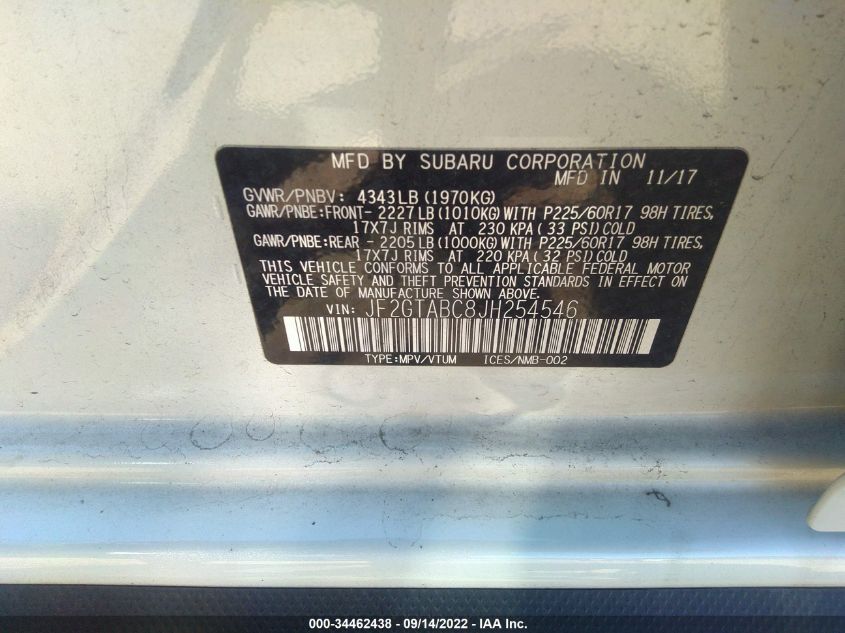 MFD BY SUBARU CORPORATION
MFD IN 11/17
GVWR/PNBV: 4343LB (1970KG)
GAWR/PNBE:FRONT- 2227LB (1010KG) WITH P225/60R17 98H TIRES,
17X7J RIMS AT 230 KPA ( 33 PSI) COLD
GAWR/PNBE:REAR - 2205LB (1000KG) WITH P225/60R17 98H TIRES,
17X7J RIMS AT 220 KPA ( 32 PSI) COLD
THIS VEHICLE CONFORMS TO ALL APPLICABLE FEDERAL MOTOR
VEHICLE SAFETY AND THEFT PREVENTION STANDARDS IN EFFECT ON
THE DATE OF MANUFACTURE SHOWN ABOVE.
VIN: JF2GTABC8JH254546
TYPE:MPV/VTUM ICES/NMB-002
000-34462438 - 09/14/2022 - IAA Inc.